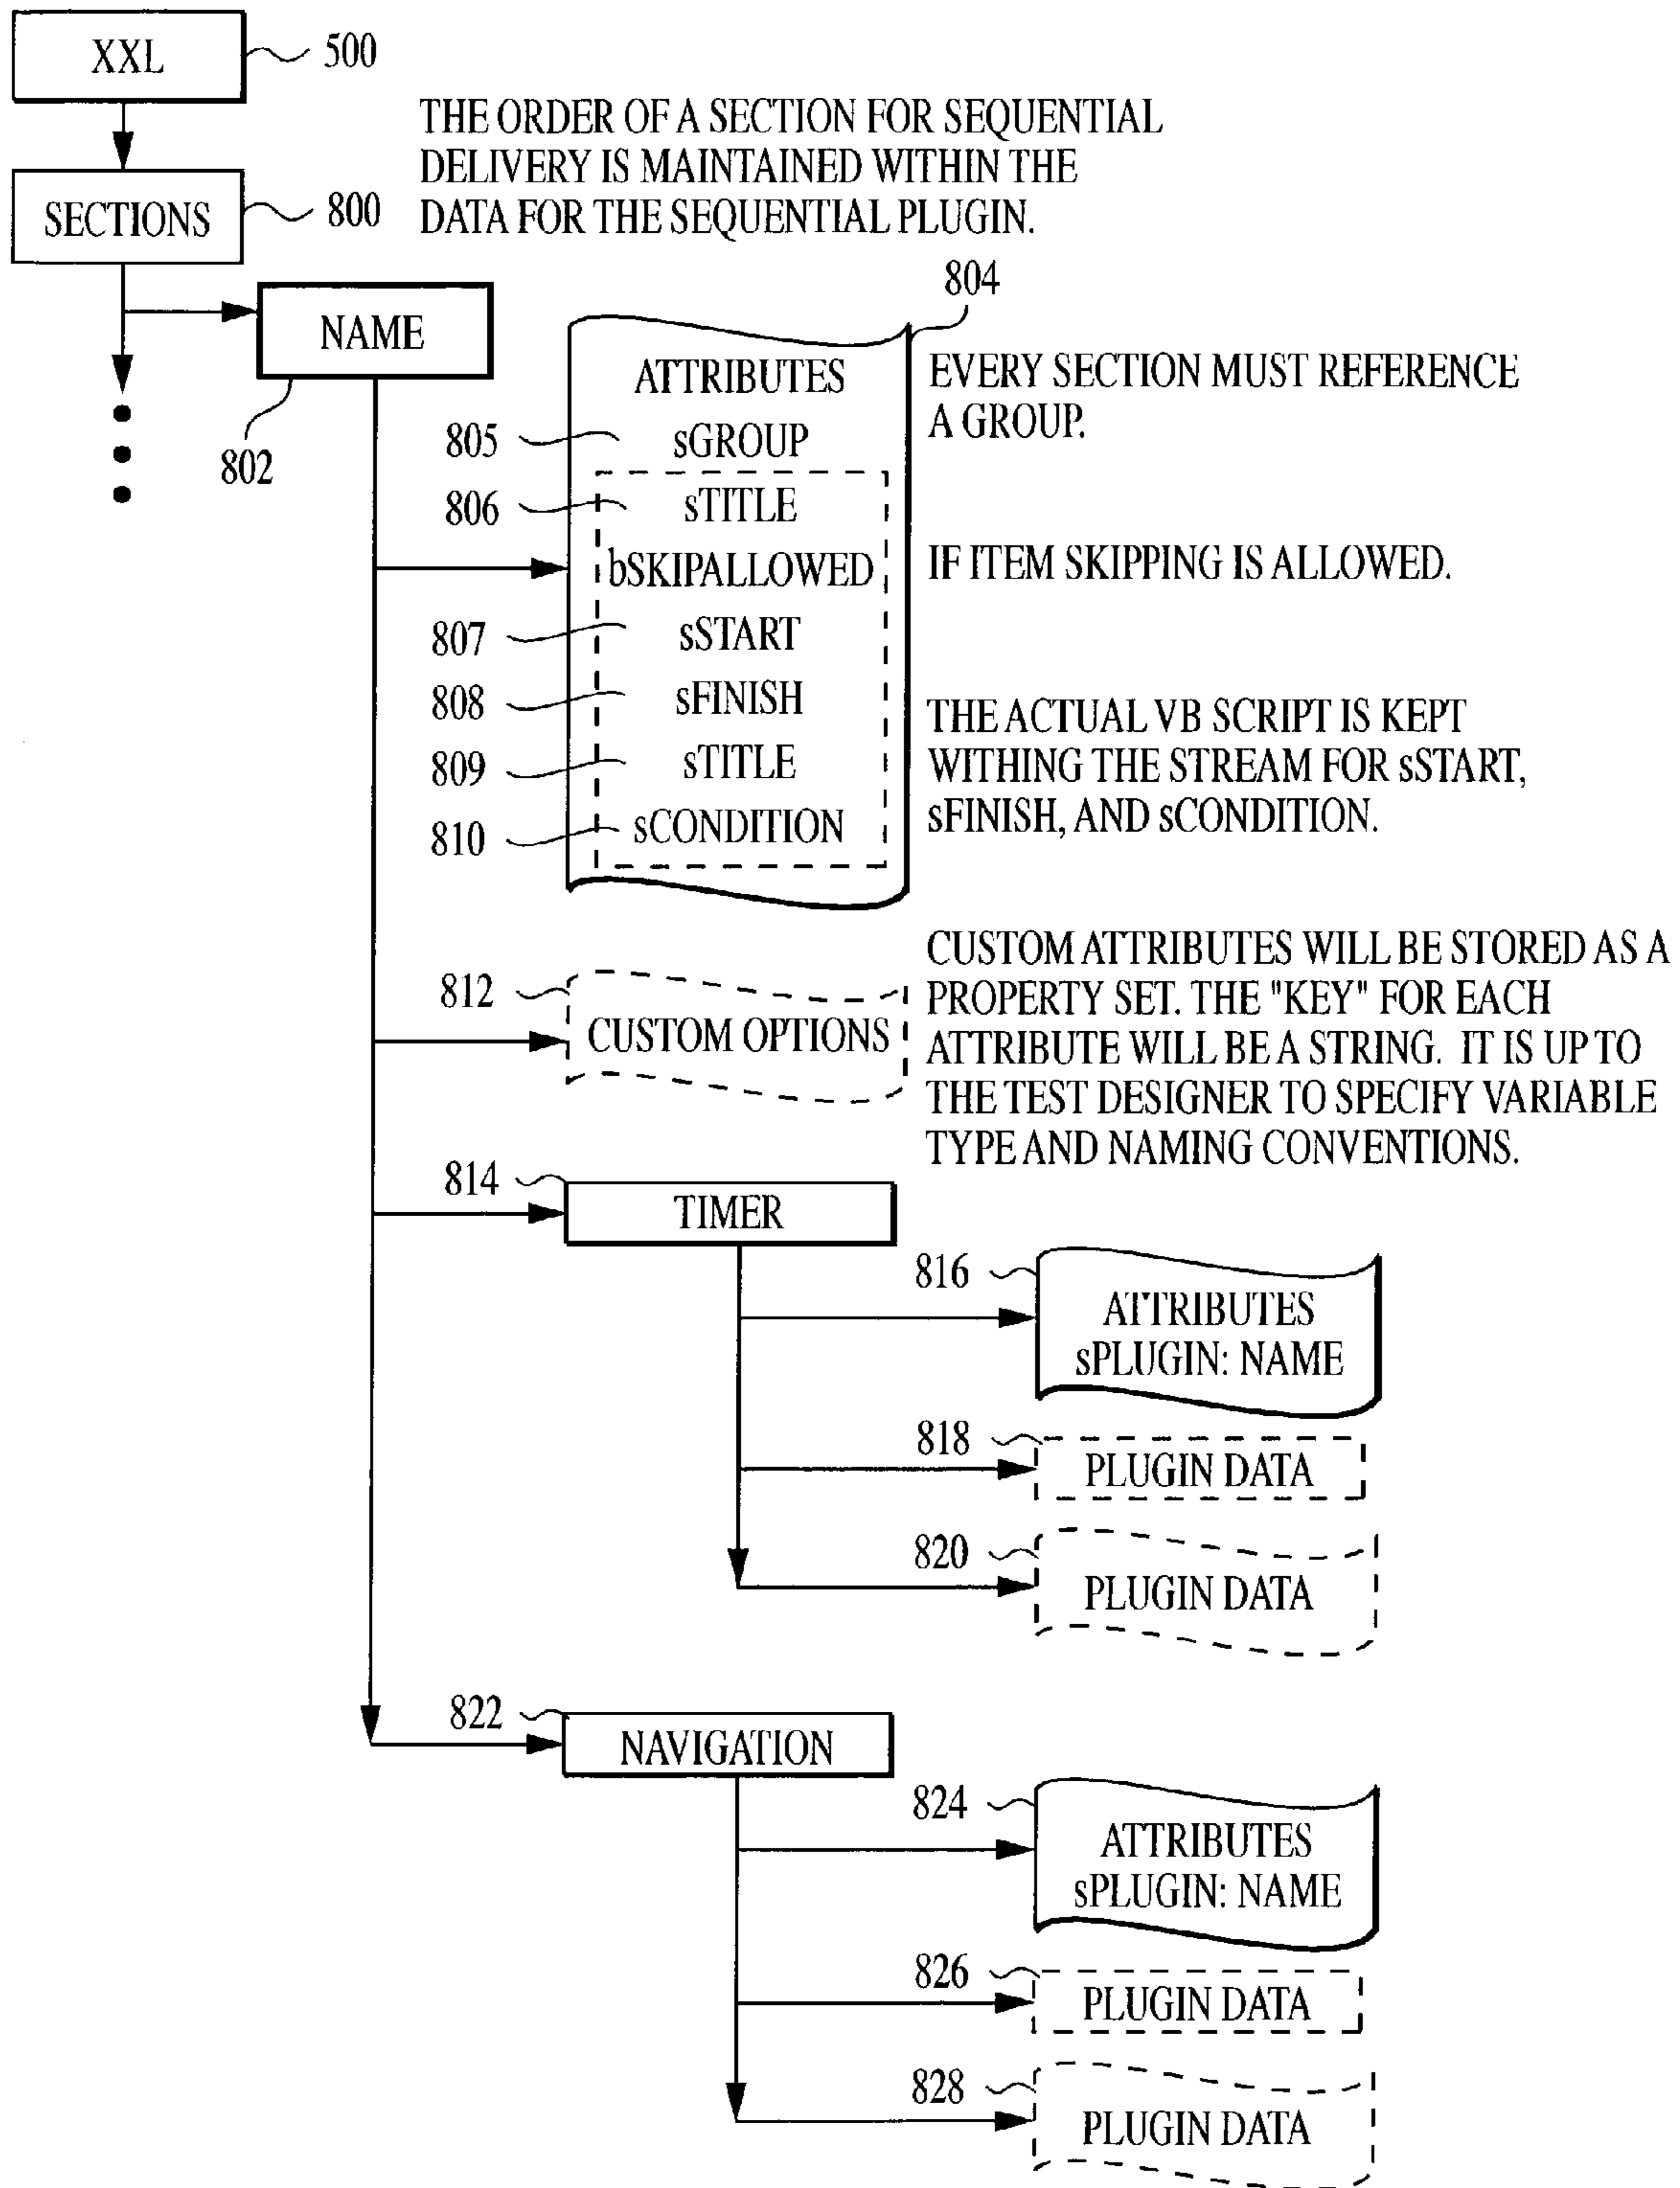 XXL
500
THE ORDER OF A SECTION FOR SEQUENTIAL
DELIVERY IS MAINTAINED WITHIN THE
DATA FOR THE SEQUENTIAL PLUGIN.
SECTIONS
800
NAME
802
804
ATTRIBUTES
EVERY SECTION MUST REFERENCE
A GROUP.
805
sGROUP
806
sTITLE
bSKIPALLOWED
IF ITEM SKIPPING IS ALLOWED.
807
sSTART
808
sFINISH
809
sTITLE
810
sCONDITION
THE ACTUAL VB SCRIPT IS KEPT
WITHING THE STREAM FOR sSTART,
sFINISH, AND sCONDITION.
812
CUSTOM OPTIONS
CUSTOM ATTRIBUTES WILL BE STORED AS A
PROPERTY SET. THE "KEY" FOR EACH
ATTRIBUTE WILL BE A STRING. IT IS UP TO
THE TEST DESIGNER TO SPECIFY VARIABLE
TYPE AND NAMING CONVENTIONS.
814
TIMER
816
ATTRIBUTES
sPLUGIN: NAME
818
PLUGIN DATA
820
PLUGIN DATA
822
NAVIGATION
824
ATTRIBUTES
sPLUGIN: NAME
826
PLUGIN DATA
828
PLUGIN DATA